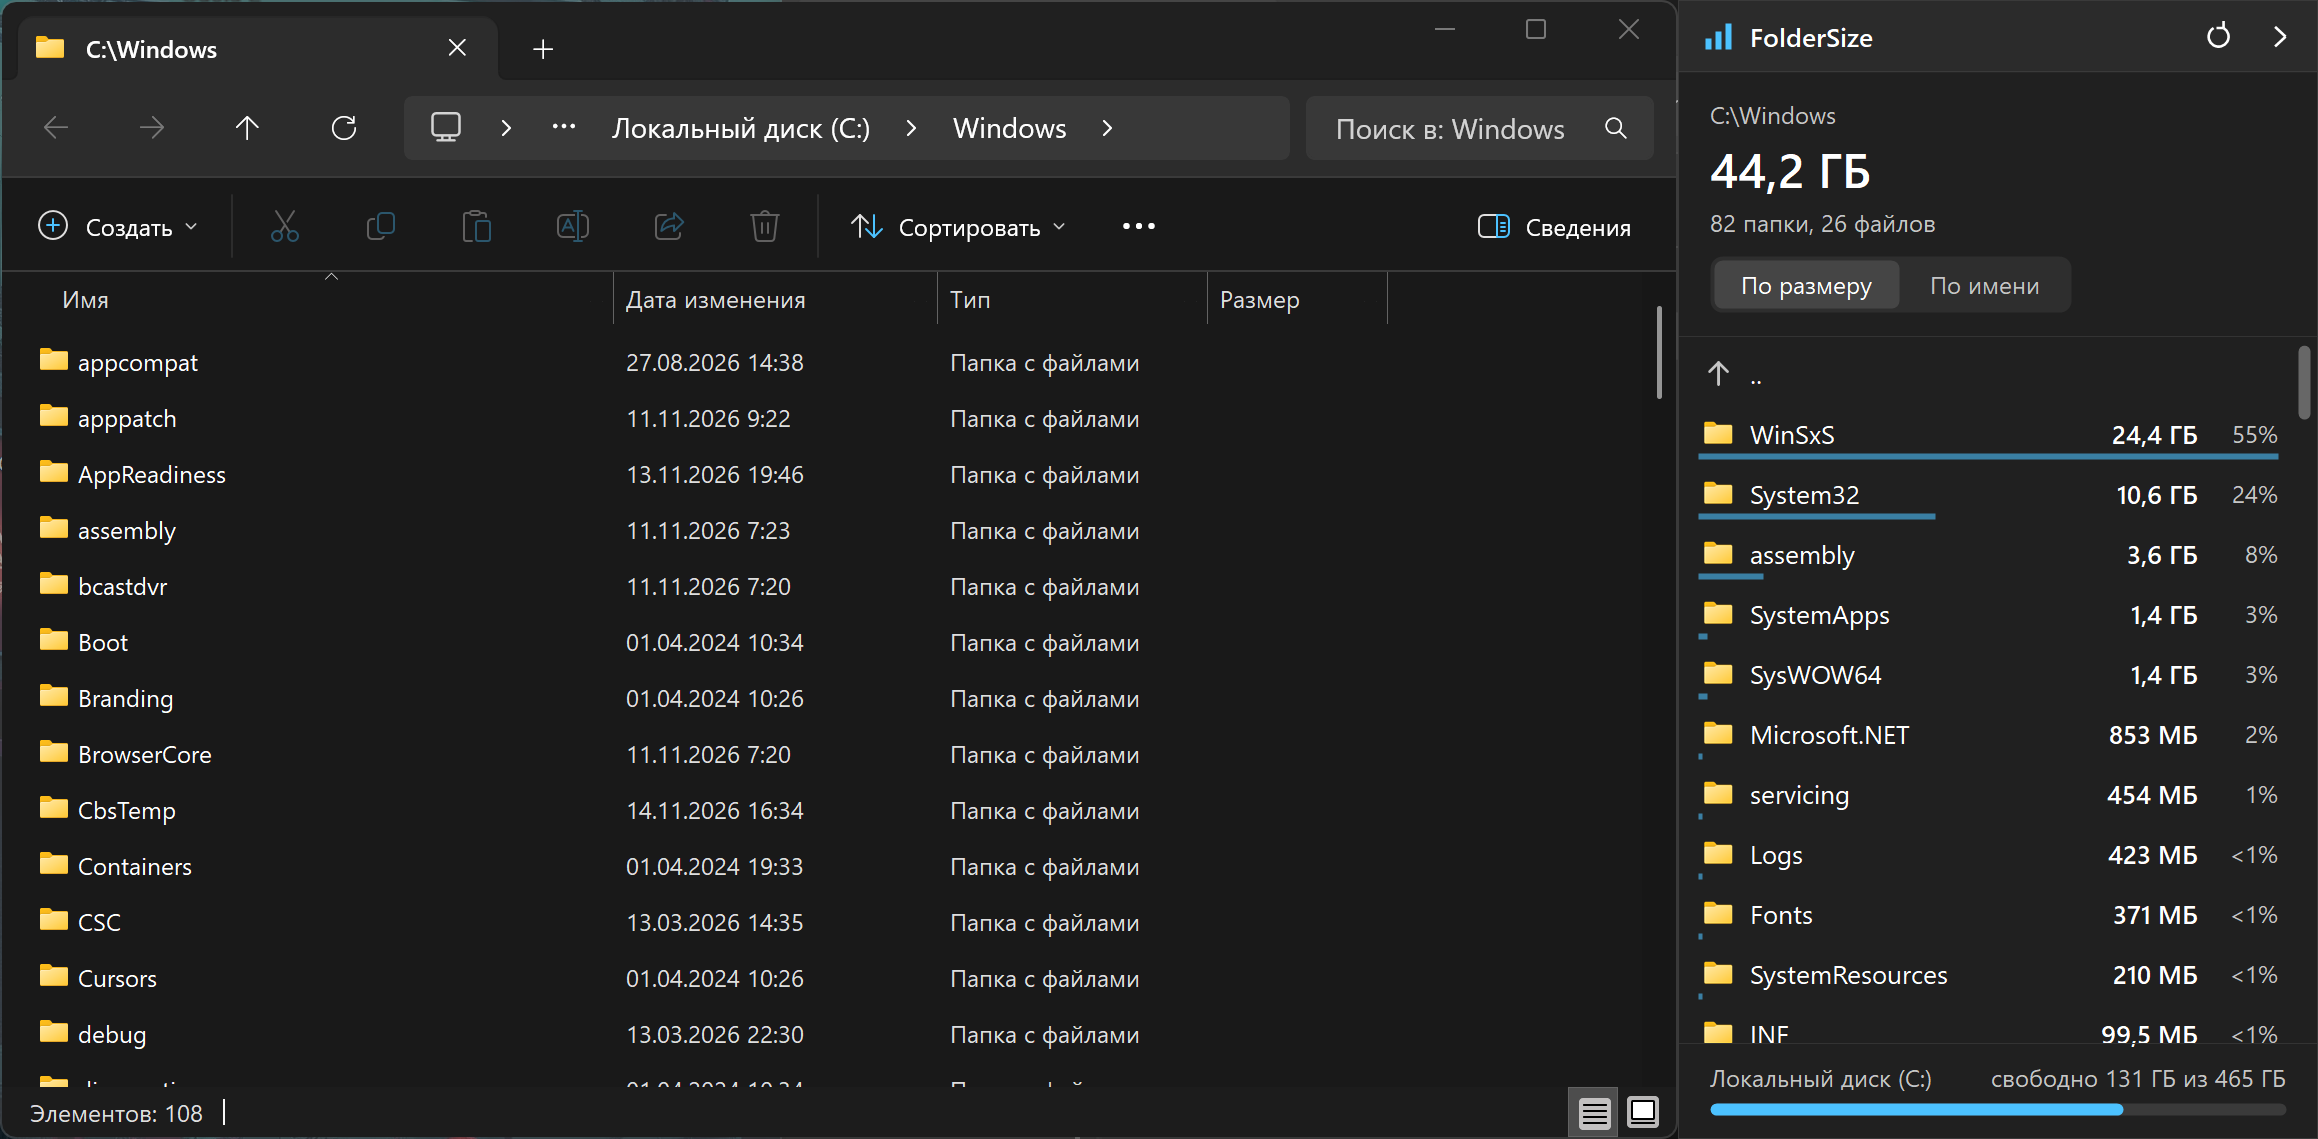 C:\Windows
Локальный диск (C:) Windows
Поиск в: Windows
Создать
Сортировать
Сведения
Имя Дата изменения Тип Размер
appcompat 27.08.2026 14:38 Папка с файлами
apppatch 11.11.2026 9:22 Папка с файлами
AppReadiness 13.11.2026 19:46 Папка с файлами
assembly 11.11.2026 7:23 Папка с файлами
bcastdvr 11.11.2026 7:20 Папка с файлами
Boot 01.04.2024 10:34 Папка с файлами
Branding 01.04.2024 10:26 Папка с файлами
BrowserCore 11.11.2026 7:20 Папка с файлами
CbsTemp 14.11.2026 16:34 Папка с файлами
Containers 01.04.2024 19:33 Папка с файлами
CSC 13.03.2026 14:35 Папка с файлами
Cursors 01.04.2024 10:26 Папка с файлами
debug 13.03.2026 22:30 Папка с файлами
Элементов: 108
FolderSize
C:\Windows
44,2 ГБ
82 папки, 26 файлов
По размеру По имени
..
WinSxS 24,4 ГБ 55%
System32 10,6 ГБ 24%
assembly 3,6 ГБ 8%
SystemApps 1,4 ГБ 3%
SysWOW64 1,4 ГБ 3%
Microsoft.NET 853 МБ 2%
servicing 454 МБ 1%
Logs 423 МБ <1%
Fonts 371 МБ <1%
SystemResources 210 МБ <1%
INF 99,5 МБ <1%
Локальный диск (C:) свободно 131 ГБ из 465 ГБ